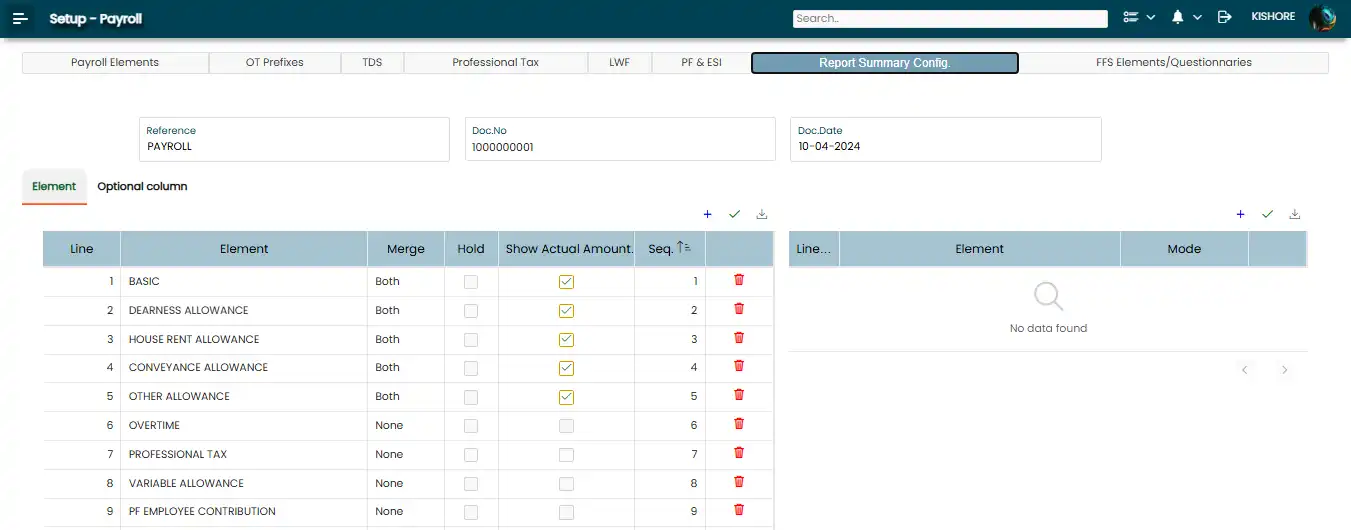 Setup - Payroll
Search..
KISHORE
Payroll Elements OT Prefixes TDS Professional Tax LWF PF & ESI Report Summary Config. FFS Elements/Questionnaries
Reference
PAYROLL
Doc.No
1000000001
Doc.Date
10-04-2024
Element Optional column
Line Element Merge Hold Show Actual Amount. Seq.
1 BASIC Both 1
2 DEARNESS ALLOWANCE Both 2
3 HOUSE RENT ALLOWANCE Both 3
4 CONVEYANCE ALLOWANCE Both 4
5 OTHER ALLOWANCE Both 5
6 OVERTIME None 6
7 PROFESSIONAL TAX None 7
8 VARIABLE ALLOWANCE None 8
9 PF EMPLOYEE CONTRIBUTION None 9
Line... Element Mode
No data found